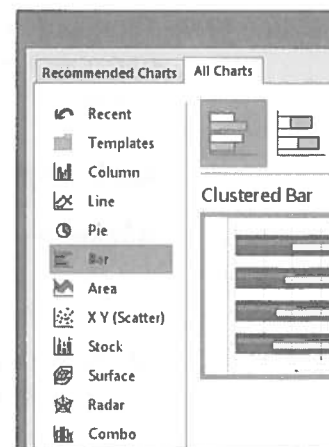 Recommended Charts All Charts
Recent
Templates
Column
Line
Pie
Bar
Area
X Y (Scatter)
Stock
Surface
Radar
Combo
Clustered Bar